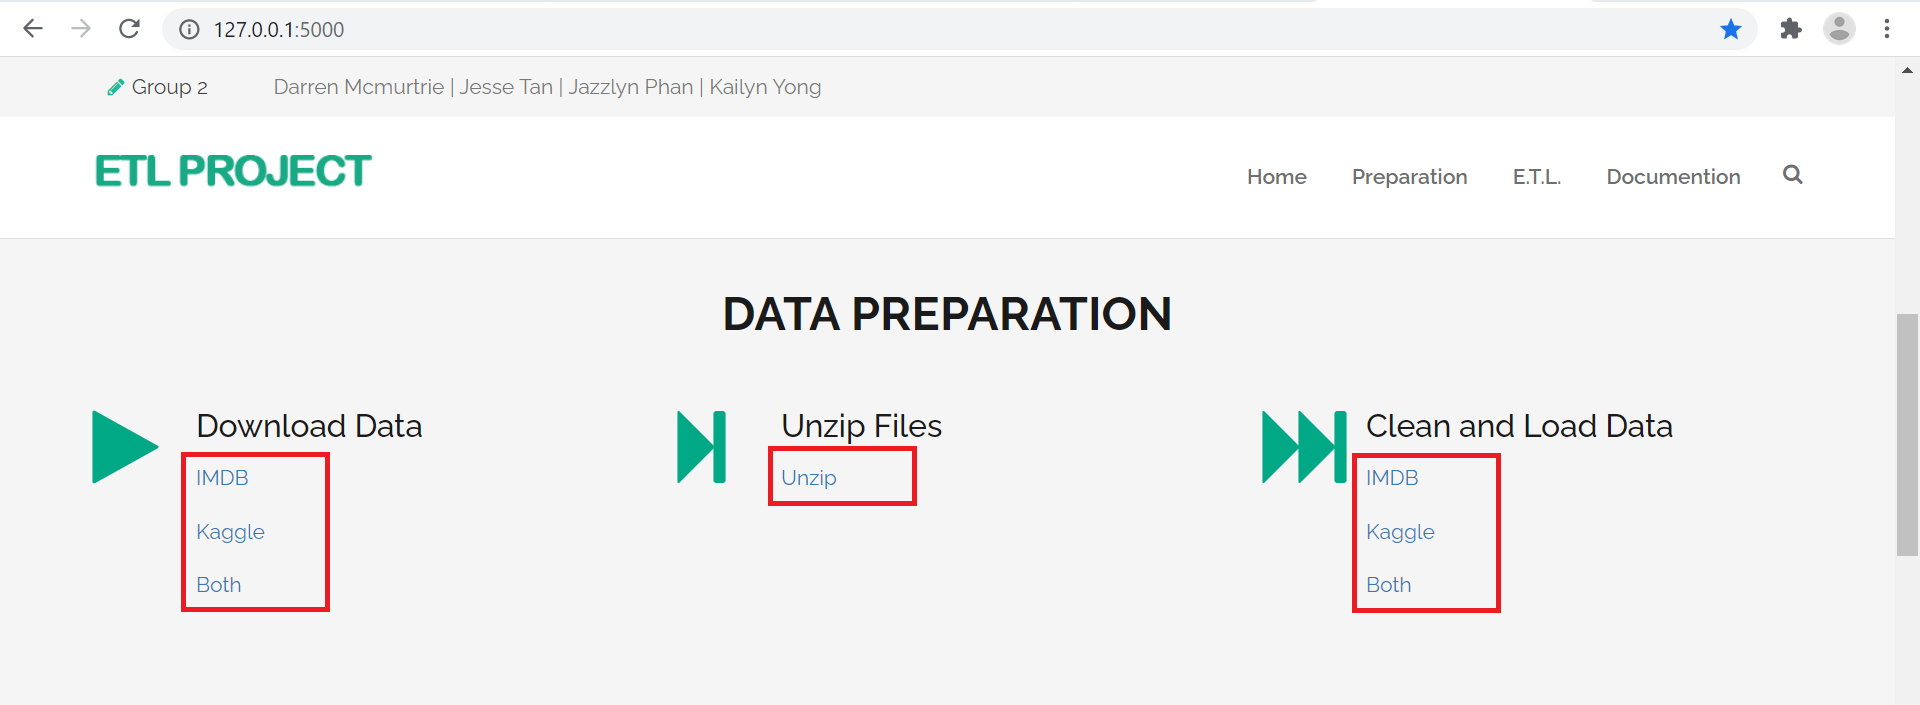 127.0.0.1:5000
Group 2 Darren Mcmurtrie | Jesse Tan | Jazzlyn Phan | Kailyn Yong
ETL PROJECT
Home Preparation E.T.L. Documention
DATA PREPARATION
Download Data
IMDB
Kaggle
Both
Unzip Files
Unzip
Clean and Load Data
IMDB
Kaggle
Both